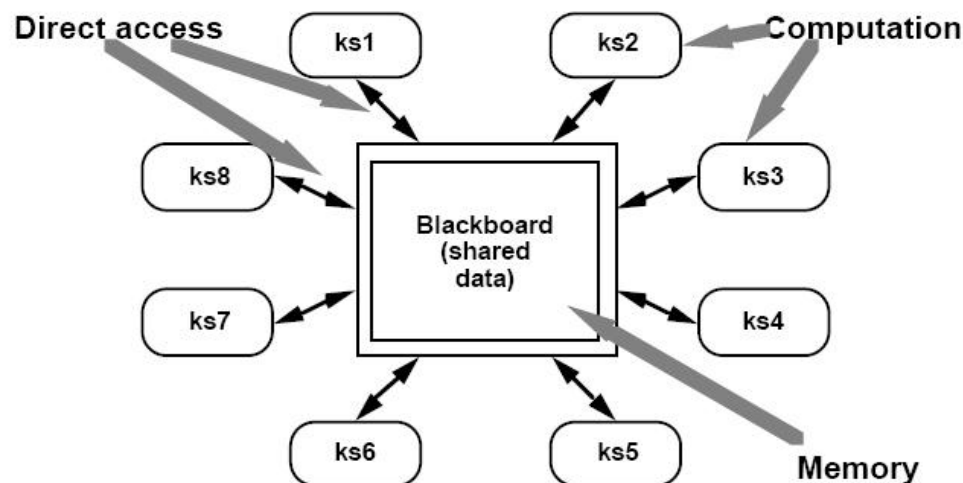 Direct access
ks1
ks2
Computation
ks8
ks3
Blackboard
(shared
data)
ks7
ks4
ks6
ks5
Memory